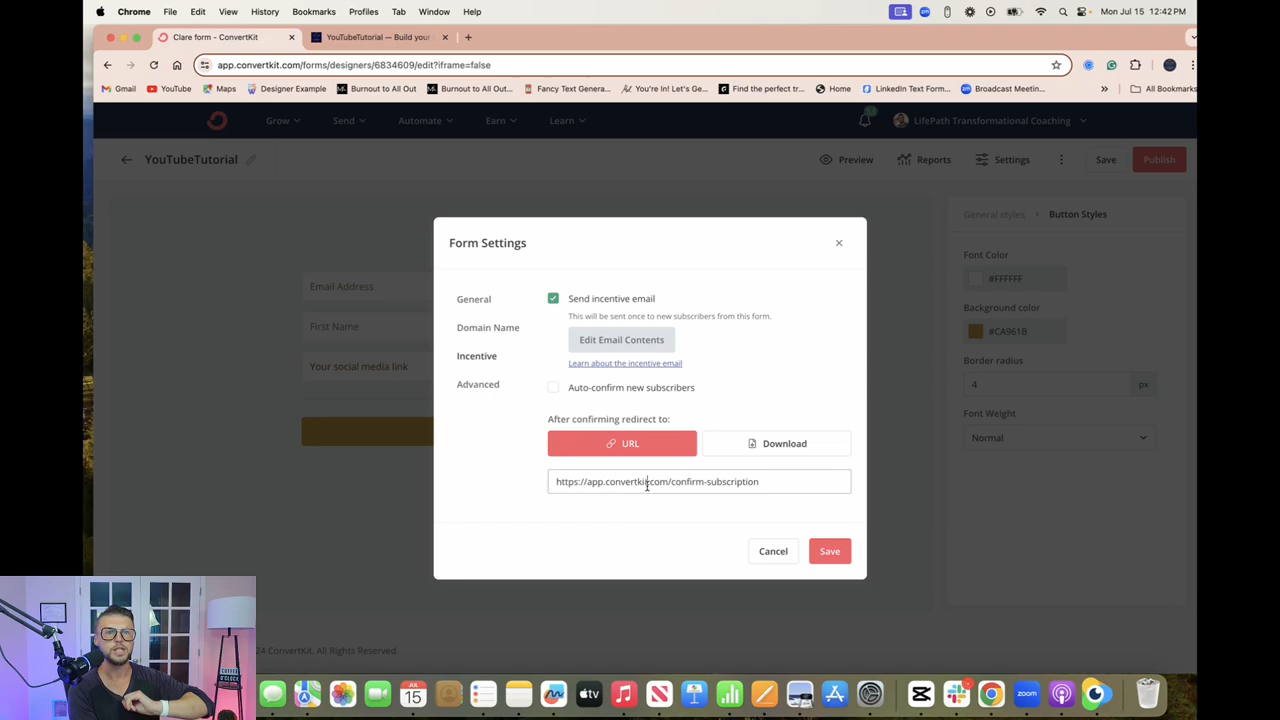 Chrome File Edit View History Bookmarks Profiles Tab Window Help
Mon Jul 15 12:42 PM
Clare form - ConvertKit
YouTubeTutorial — Build your
app.convertkit.com/forms/designers/6834609/edit?iframe=false
Gmail YouTube Maps Designer Example Burnout to All Out Burnout to All Out... Fancy Text Genera... You're In! Let's Ge... Find the perfect tr... Home LinkedIn Text Form... Broadcast Meetin... All Bookmarks
Grow Send Automate Earn Learn
LifePath Transformational Coaching
YouTubeTutorial
Preview Reports Settings Save Publish
General styles Button Styles
Form Settings
Font Color
#FFFFFF
Email Address
General
Send incentive email
This will be sent once to new subscribers from this form.
Background color
First Name
Domain Name
#CA961B
Edit Email Contents
Incentive
Border radius
Your social media link
Learn about the incentive email
Advanced
4 px
Auto-confirm new subscribers
Font Weight
After confirming redirect to:
Normal
URL Download
https://app.convertkit.com/confirm-subscription
Cancel Save
24 ConvertKit, All Rights Reserved.
COFFEE
O'CLOCK
JUL
15
tv
zoom